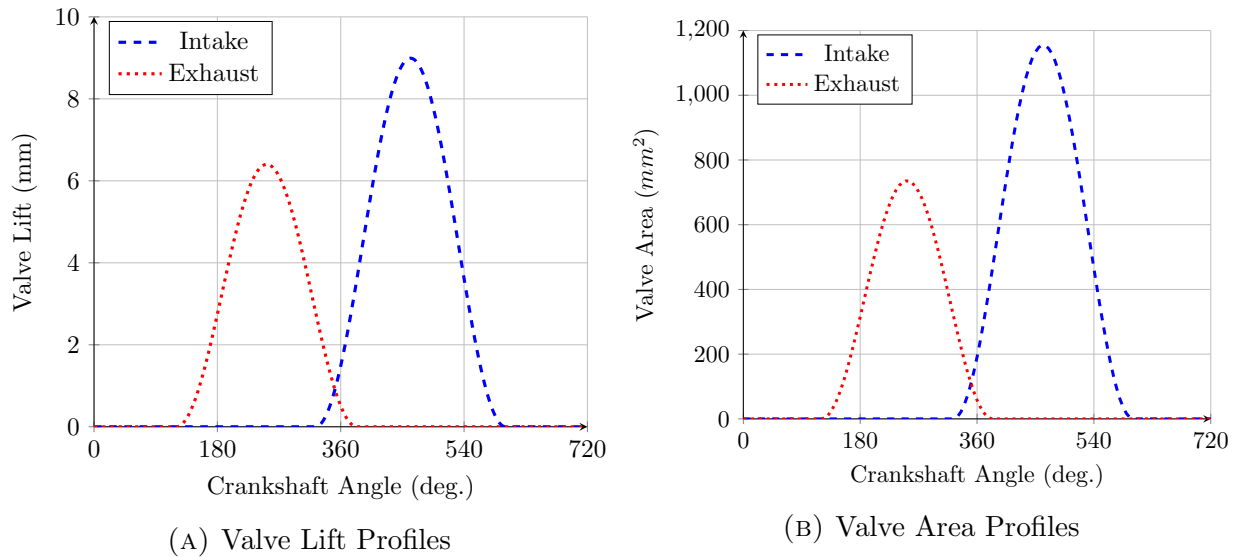 10
8
6
4
2
0
Valve Lift (mm)
Intake
Exhaust
0 180 360 540 720
Crankshaft Angle (deg.)
(A) Valve Lift Profiles
1,200
1,000
800
600
400
200
0
Valve Area (mm²)
Intake
Exhaust
0 180 360 540 720
Crankshaft Angle (deg.)
(B) Valve Area Profiles